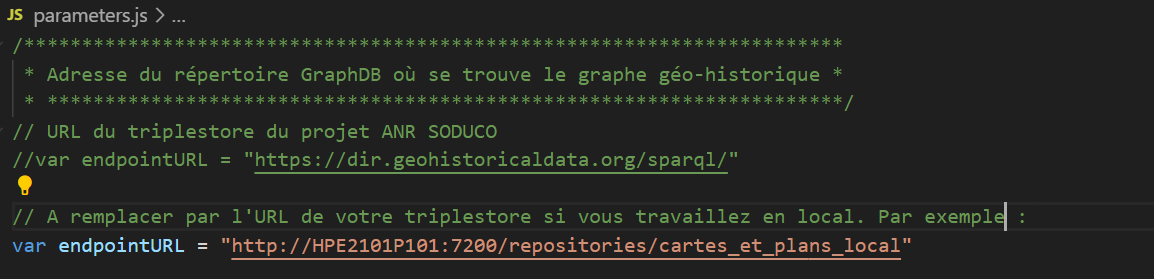 JS parameters.js > ...
/***********************************************************************
* Adresse du répertoire GraphDB où se trouve le graphe géo-historique *
* *********************************************************************/
// URL du triplestore du projet ANR SODUCO
//var endpointURL = "https://dir.geohistoricaldata.org/sparql/"
// A remplacer par l'URL de votre triplestore si vous travaillez en local. Par exemple :
var endpointURL = "http://HPE2101P101:7200/repositories/cartes_et_plans_local"